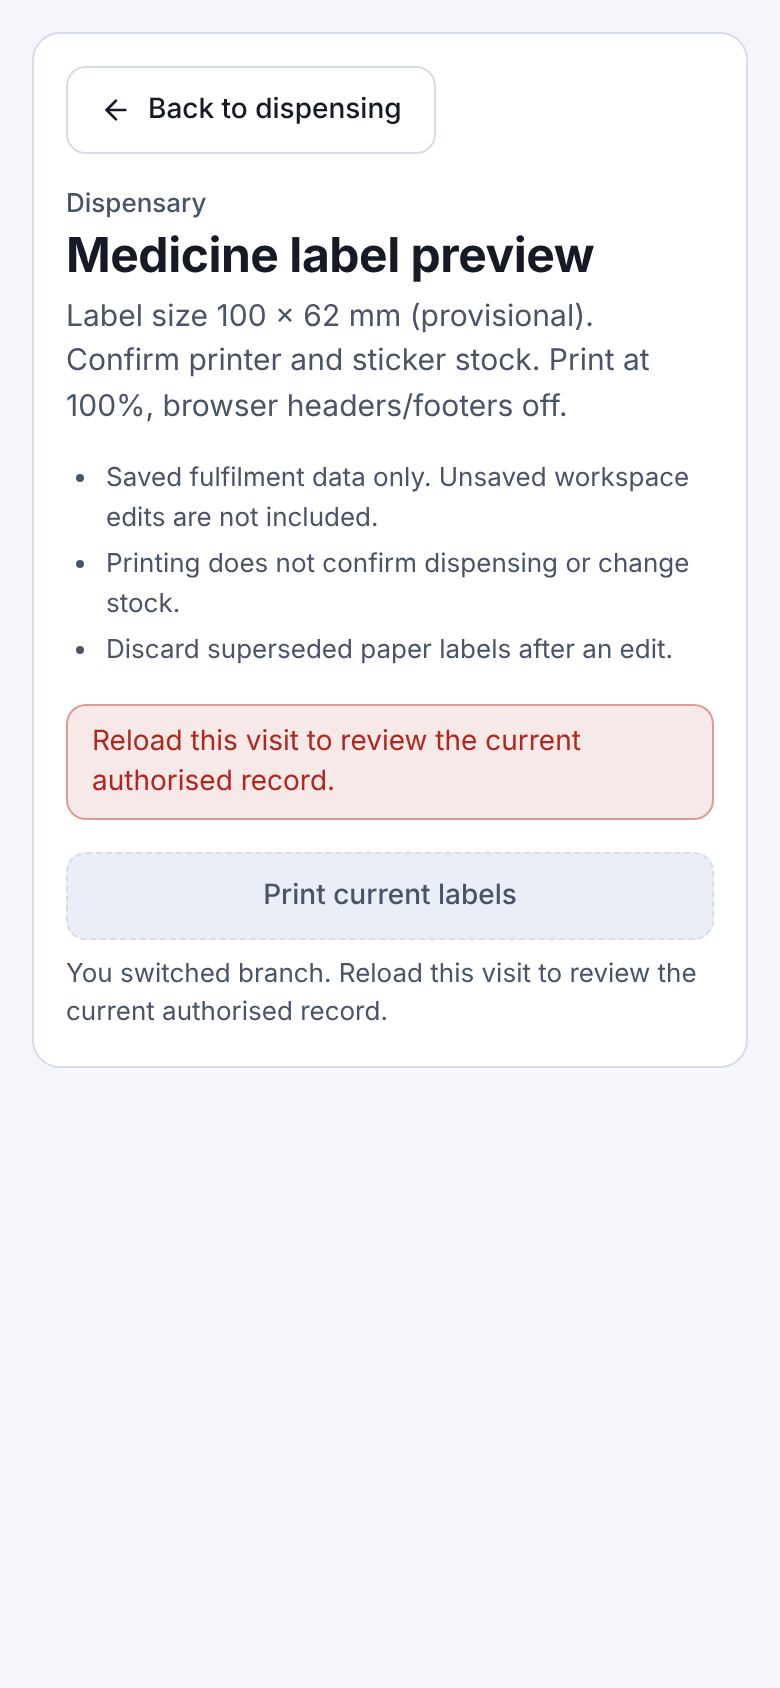 Back to dispensing
Dispensary
Medicine label preview
Label size 100 × 62 mm (provisional).
Confirm printer and sticker stock. Print at
100%, browser headers/footers off.
• Saved fulfilment data only. Unsaved workspace
edits are not included.
• Printing does not confirm dispensing or change
stock.
• Discard superseded paper labels after an edit.
Reload this visit to review the current
authorised record.
Print current labels
You switched branch. Reload this visit to review the
current authorised record.